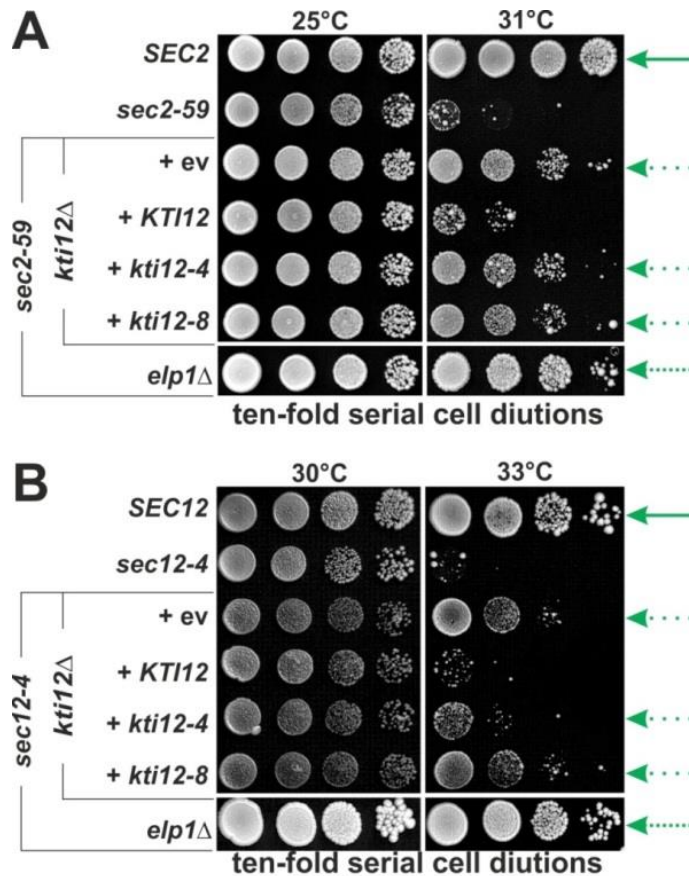 A
25°C 31°C
SEC2
sec2-59
+ ev
+ KTI12
+ kti12-4
+ kti12-8
elp1Δ
sec2-59
kti12Δ
ten-fold serial cell diutions
B
30°C 33°C
SEC12
sec12-4
+ ev
+ KTI12
+ kti12-4
+ kti12-8
elp1Δ
sec12-4
kti12Δ
ten-fold serial cell diutions